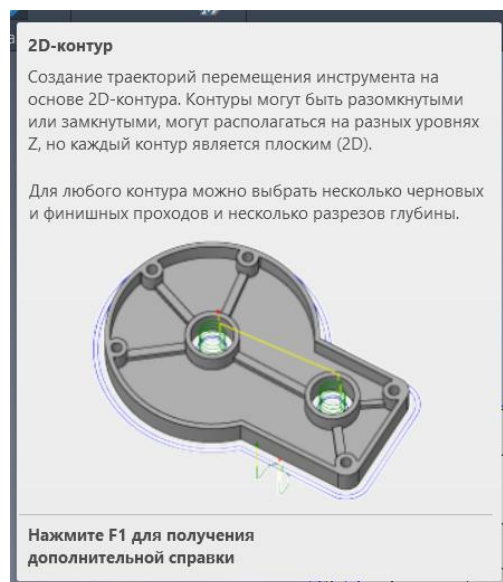 2D-контур
Создание траекторий перемещения инструмента на
основе 2D-контура. Контуры могут быть разомкнутыми
или замкнутыми, могут располагаться на разных уровнях
Z, но каждый контур является плоским (2D).
Для любого контура можно выбрать несколько черновых
и финишных проходов и несколько разрезов глубины.
Нажмите F1 для получения
дополнительной справки